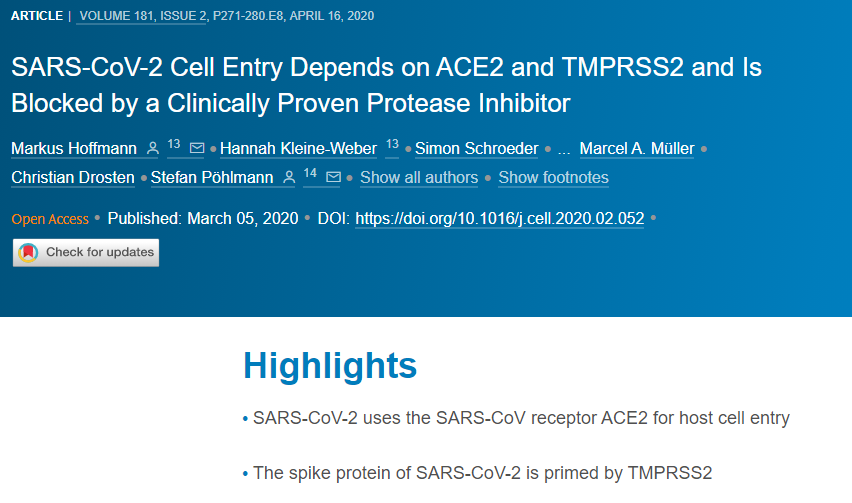 ARTICLE | VOLUME 181, ISSUE 2, P271-280.E8, APRIL 16, 2020
SARS-CoV-2 Cell Entry Depends on ACE2 and TMPRSS2 and Is
Blocked by a Clinically Proven Protease Inhibitor
Markus Hoffmann 13 • Hannah Kleine-Weber 13 • Simon Schroeder • ... Marcel A. Müller •
Christian Drosten • Stefan Pöhlmann 14 • Show all authors • Show footnotes
Open Access • Published: March 05, 2020 • DOI: https://doi.org/10.1016/j.cell.2020.02.052 •
Check for updates
Highlights
• SARS-CoV-2 uses the SARS-CoV receptor ACE2 for host cell entry
• The spike protein of SARS-CoV-2 is primed by TMPRSS2